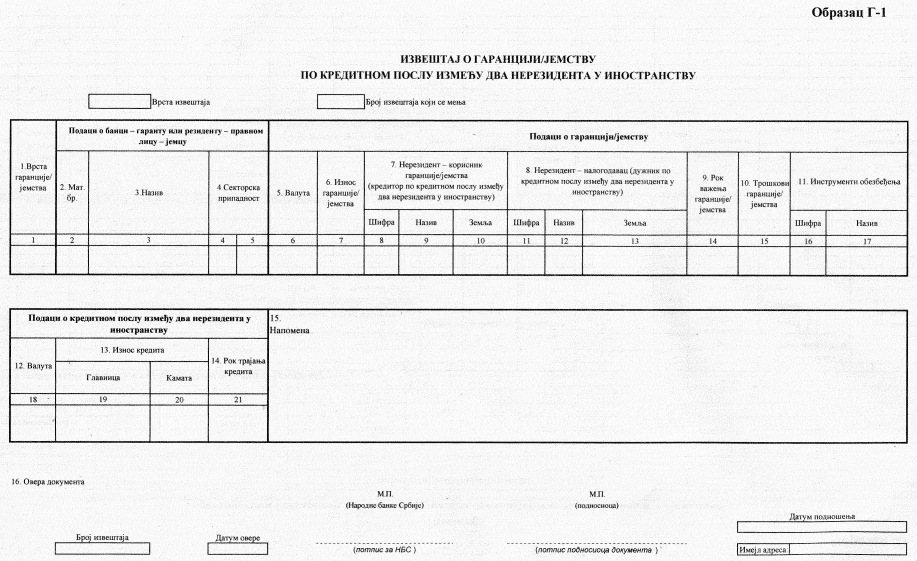 Образац Г-1
ИЗВЕШТАЈ О ГАРАНЦИЈИ/ЈЕМСТВУ
ПО КРЕДИТНОМ ПОСЛУ ИЗМЕЂУ ДВА НЕРЕЗИДЕНТА У ИНОСТРАНСТВУ
Врста извештаја
Број извештаја који се мења
1.Врста
гаранције/
јемства
Подаци о банци – гаранту или резиденту – правном
лицу – јемцу
Подаци о гаранцији/јемству
2. Мат.
бр.
3.Назив
4.Секторска
припадност
5. Валута
6. Износ
гаранције/
јемства
7. Нерезидент – корисник
гаранције/јемства
(кредитор по кредитном послу између
два нерезидента у иностранству)
8. Нерезидент – налогодавац (дужник по
кредитном послу између два нерезидента у
иностранству)
9. Рок
важења
гаранције/
јемства
10. Трошкови
гаранције/
јемства
11. Инструменти обезбеђења
Шифра Назив Земља Шифра Назив Земља Шифра Назив
1 2 3 4 5 6 7 8 9 10 11 12 13 14 15 16 17
Подаци о кредитном послу између два нерезидента у
иностранству
15.
Напомена
12. Валута
13. Износ кредита
14. Рок трајања
кредита
Главница Камата
18 19 20 21
16. Овера документа
М.П.
(Народне банке Србије)
М.П.
(подносиоца)
Датум подношења
Број извештаја
Датум овере
(потпис за НБС )
(потпис подносиоца документа )
Имејл адреса